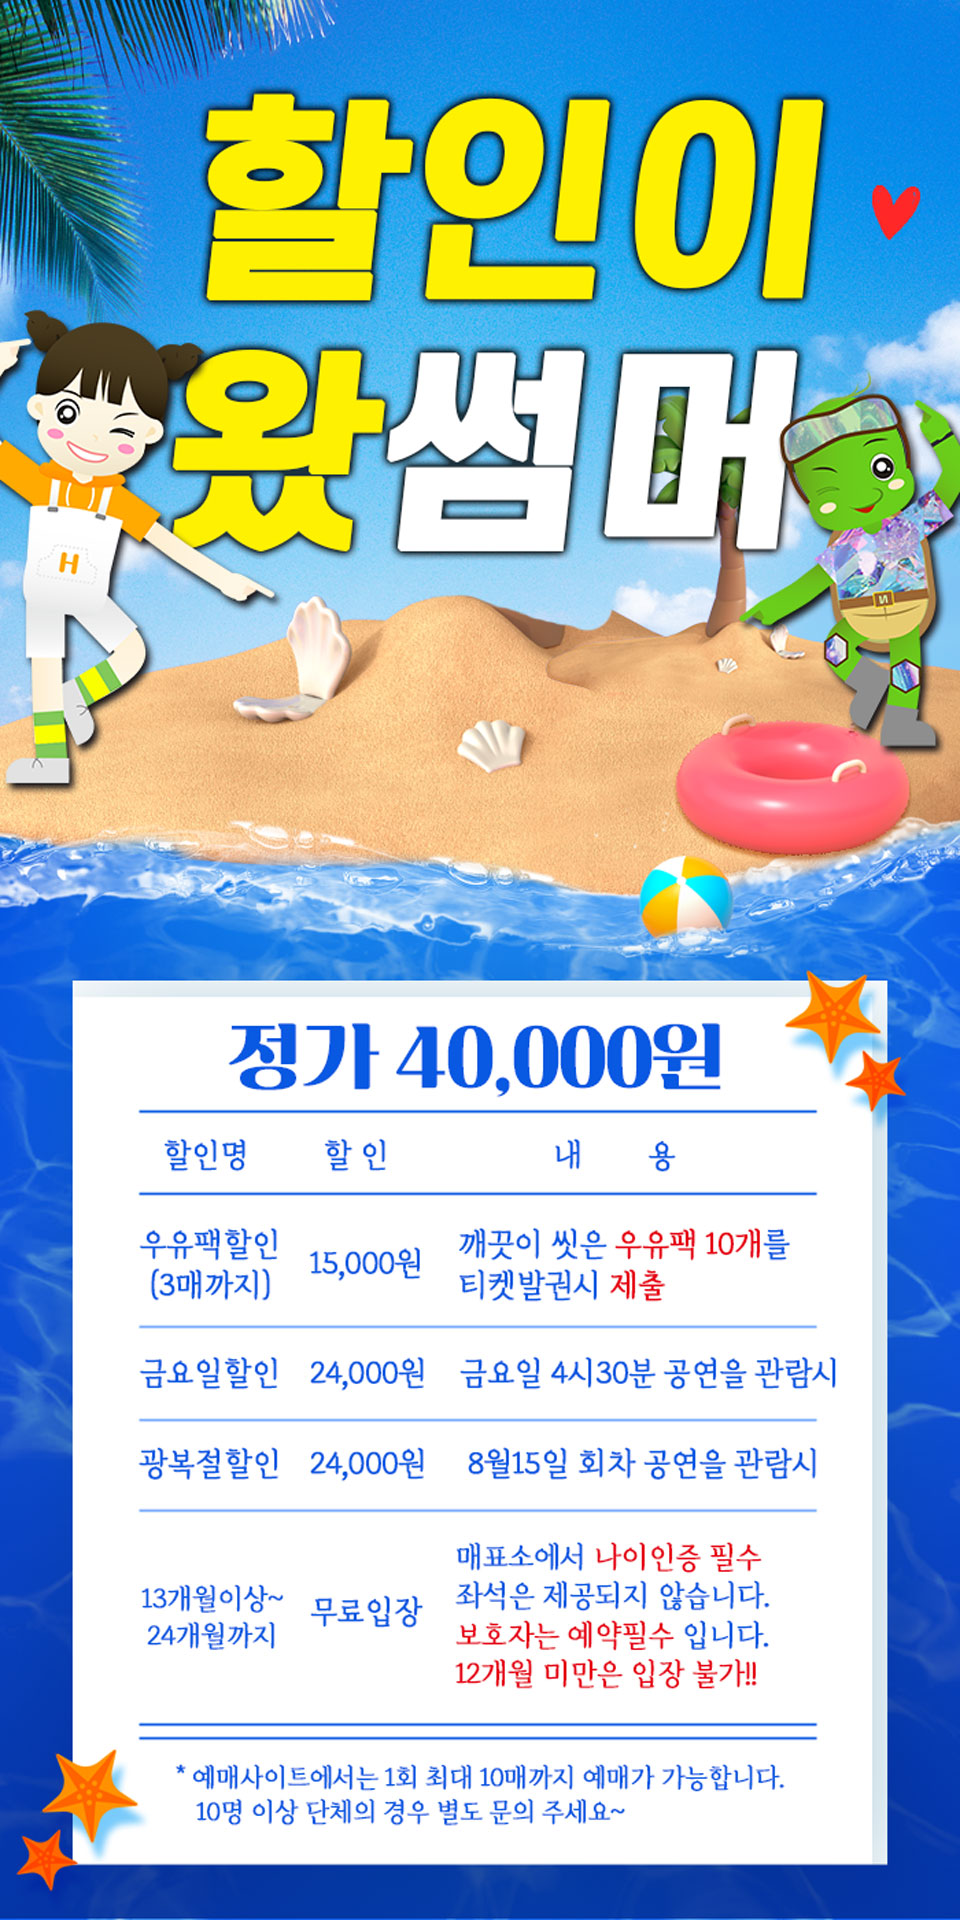 할인이
왔썸머
H
N
정가 40,000원
할인명 할 인 내 용
우유팩할인 15,000원 깨끗이 씻은 우유팩 10개를
(3매까지) 티켓발권시 제출
금요일할인 24,000원 금요일 4시30분 공연을 관람시
광복절할인 24,000원 8월15일 회차 공연을 관람시
13개월이상~
24개월까지
무료입장
매표소에서 나이인증 필수
좌석은 제공되지 않습니다.
보호자는 예약필수 입니다.
12개월 미만은 입장 불가!!
* 예매사이트에서는 1회 최대 10매까지 예매가 가능합니다.
10명 이상 단체의 경우 별도 문의 주세요~